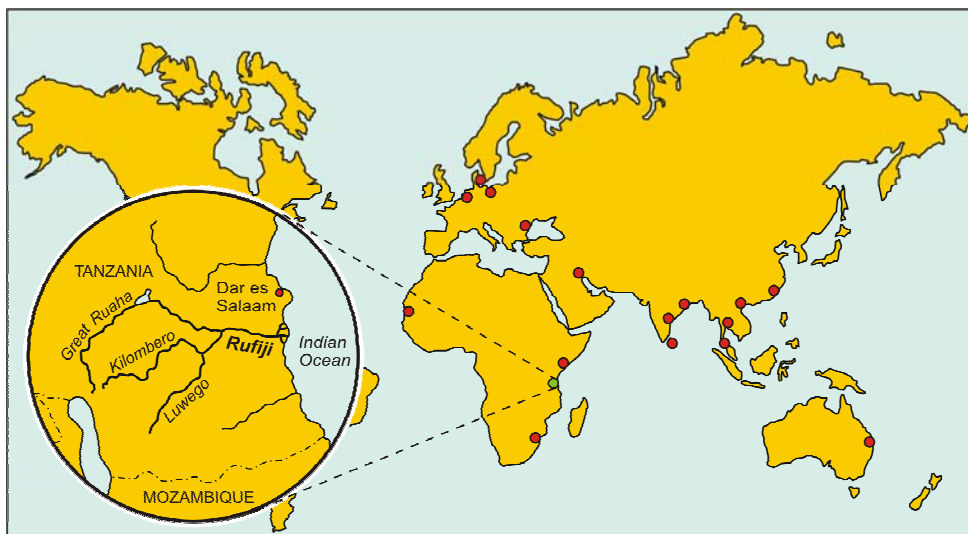 TANZANIA
Dar es
Salaam
Great Ruaha
Kilombero
Rufiji
Indian
Ocean
Luwego
MOZAMBIQUE